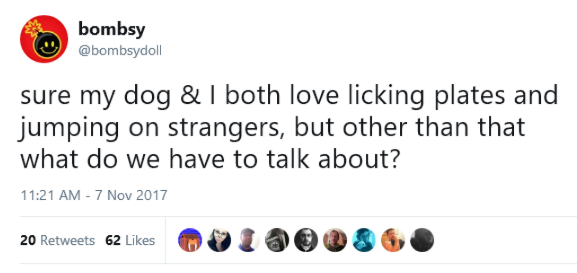 bombsy
@bombsydoll
sure my dog & I both love licking plates and
jumping on strangers, but other than that
what do we have to talk about?
11:21 AM - 7 Nov 2017
20 Retweets 62 Likes